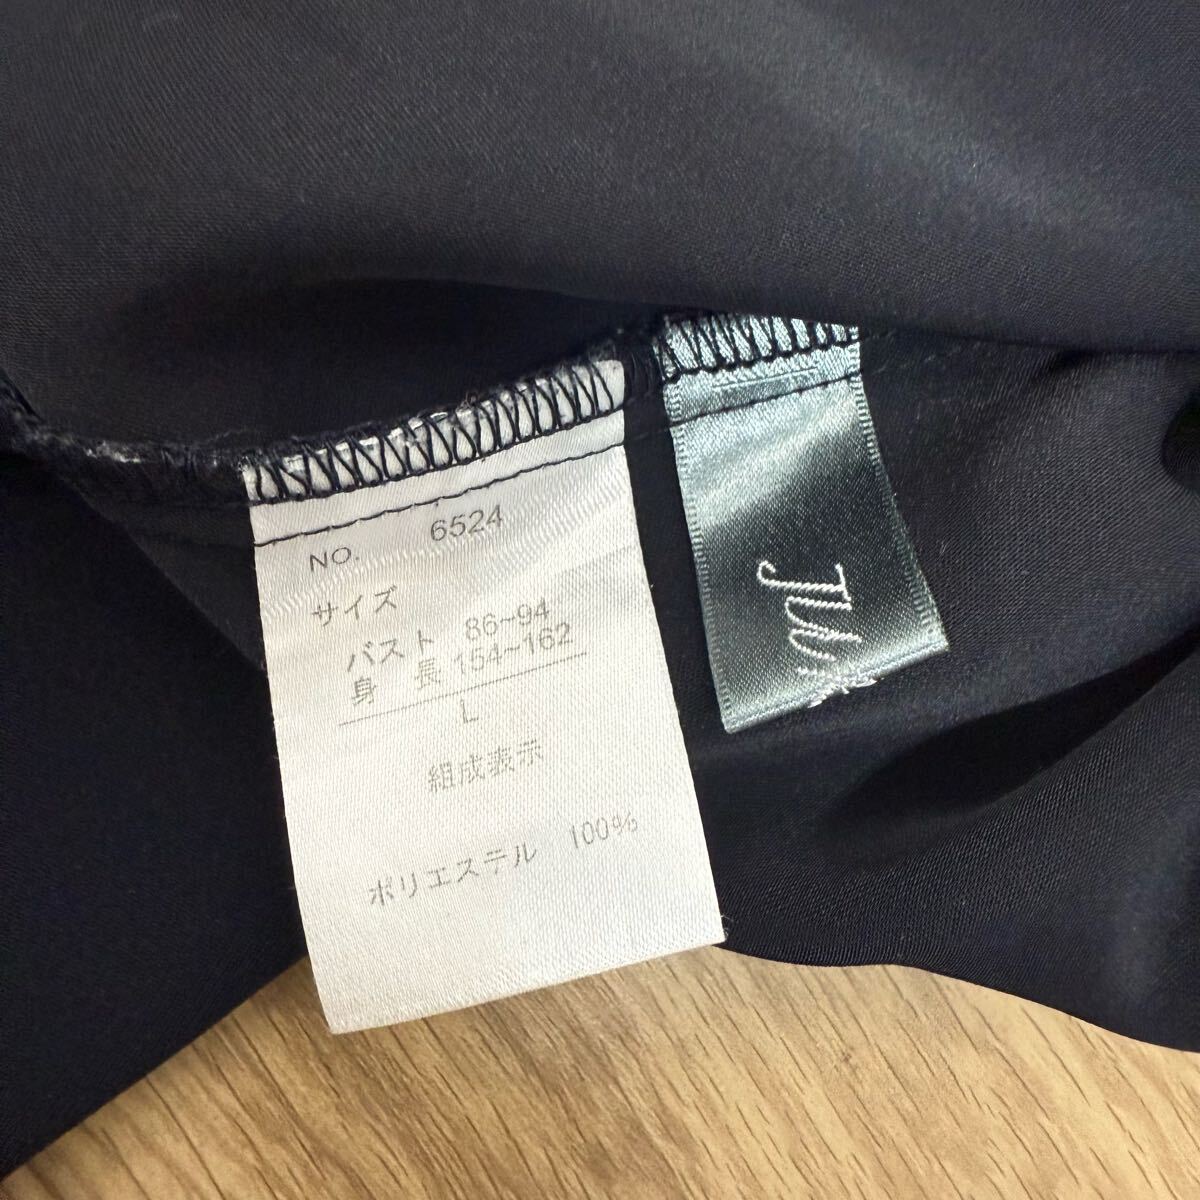 NO. 6524
サイズ
バスト 86~94
身 長 154~162
L
組成表示
ポリエステル 100%